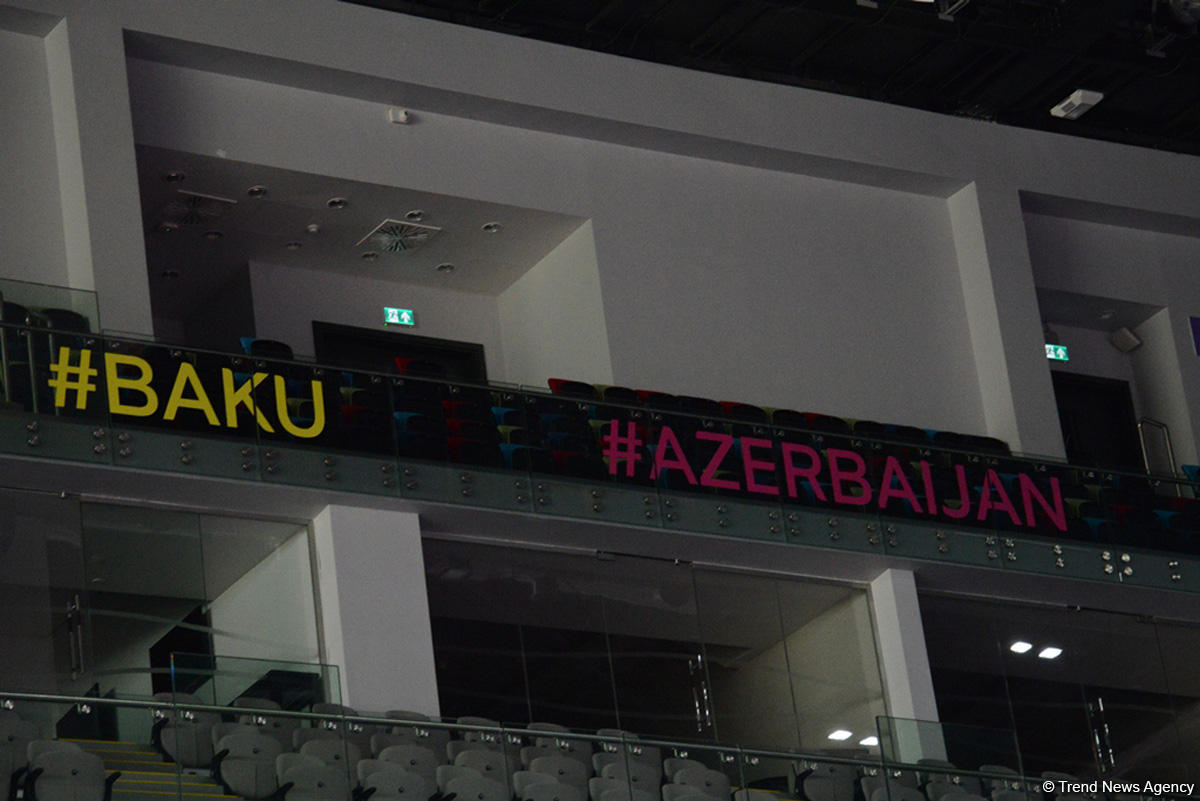 #BAKU
#AZERBAIJAN
© Trend News Agency